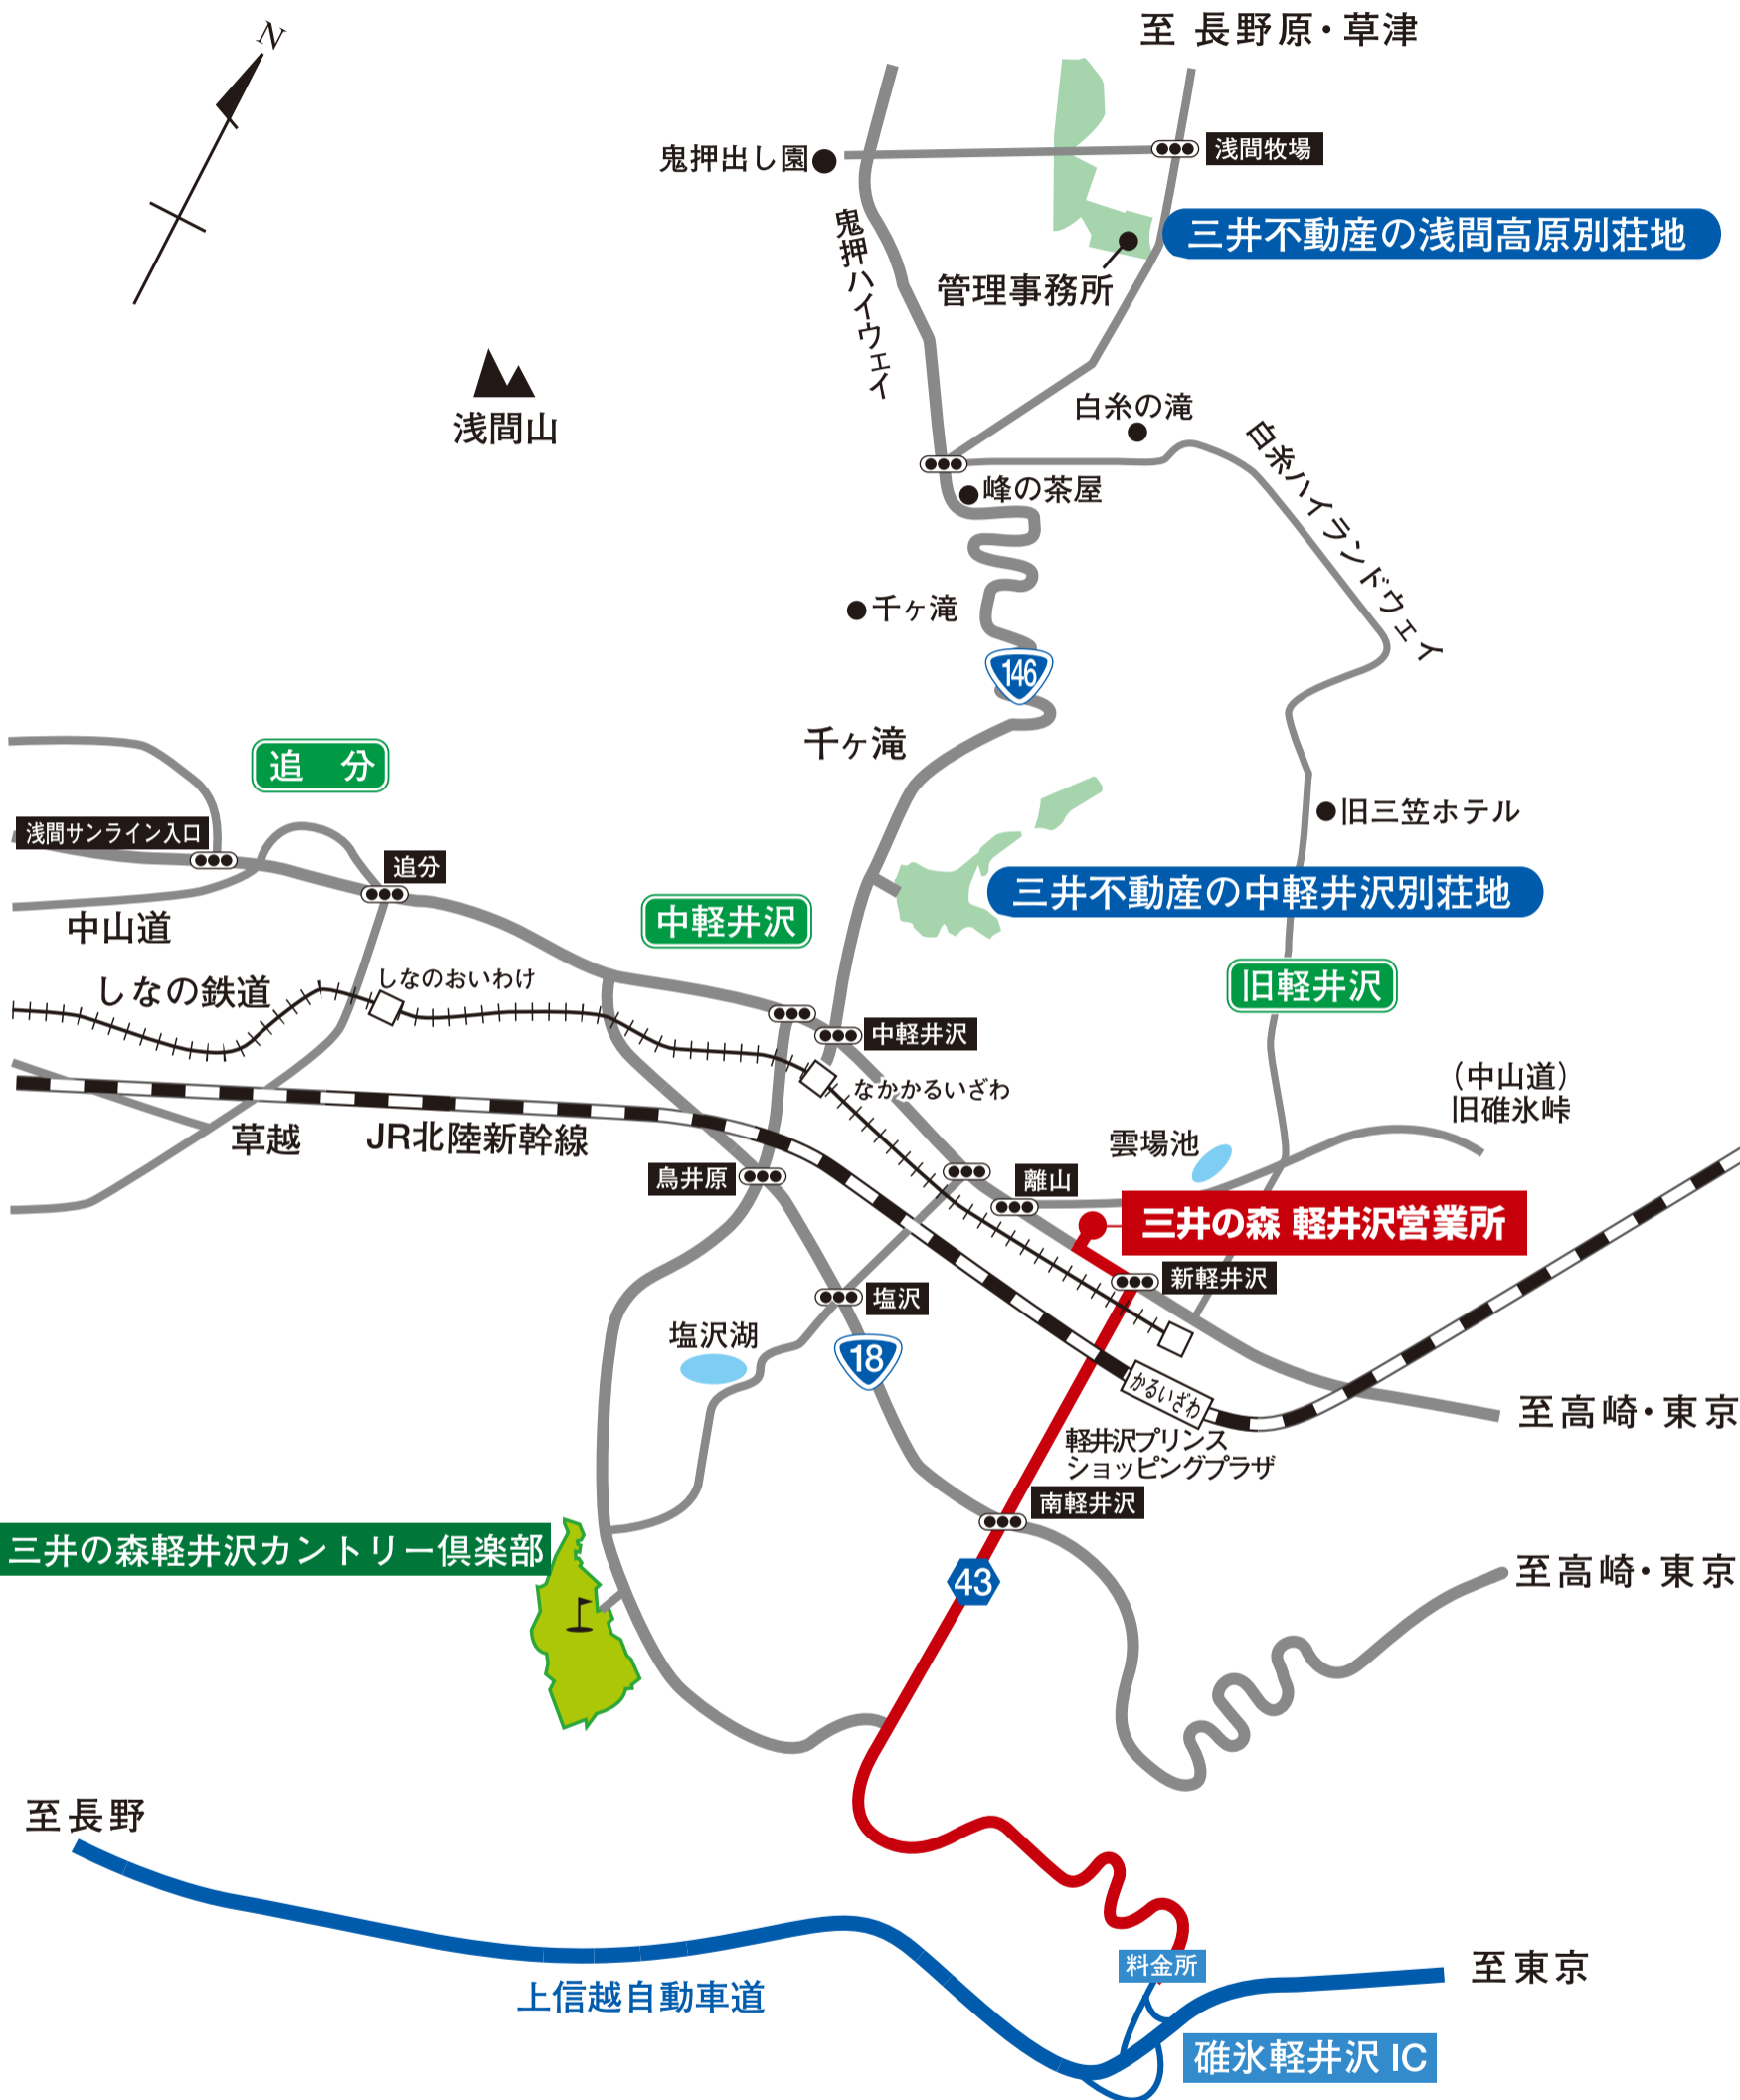 N
至 長野原・草津
鬼押出し園
浅間牧場
三井不動産の浅間高原別荘地
鬼押ハイウェイ
管理事務所
浅間山
白糸の滝
白糸ハイランドウェイ
峰の茶屋
千ヶ滝
146
千ヶ滝
追 分
旧三笠ホテル
浅間サンライン入口
追分
三井不動産の中軽井沢別荘地
中山道
中軽井沢
しなの鉄道
しなのおいわけ
旧軽井沢
中軽井沢
なかかるいざわ
(中山道)
旧碓氷峠
草越
JR北陸新幹線
雲場池
鳥井原
離山
三井の森 軽井沢営業所
新軽井沢
塩沢
塩沢湖
18
かるいざわ
至高崎・東京
軽井沢プリンス
ショッピングプラザ
南軽井沢
三井の森軽井沢カントリー倶楽部
43
至高崎・東京
至長野
料金所
至東京
上信越自動車道
碓氷軽井沢 IC